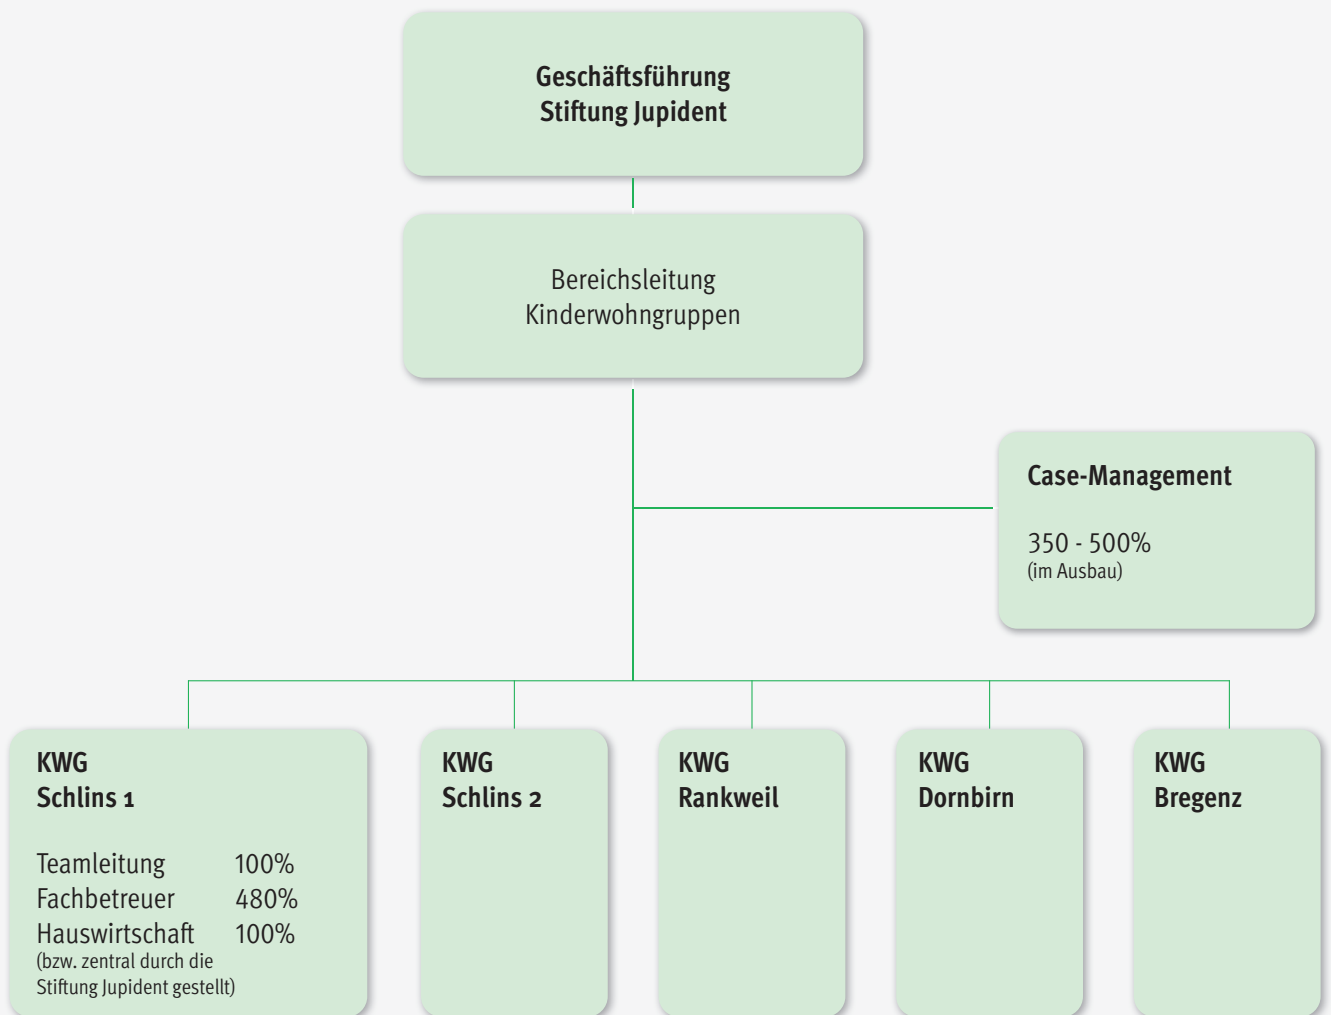 Geschäftsführung
Stiftung Jupident
Bereichsleitung
Kinderwohngruppen
Case-Management
350 - 500%
(im Ausbau)
KWG
Schlins 1
Teamleitung 100%
Fachbetreuer 480%
Hauswirtschaft 100%
(bzw. zentral durch die
Stiftung Jupident gestellt)
KWG
Schlins 2
KWG
Rankweil
KWG
Dornbirn
KWG
Bregenz